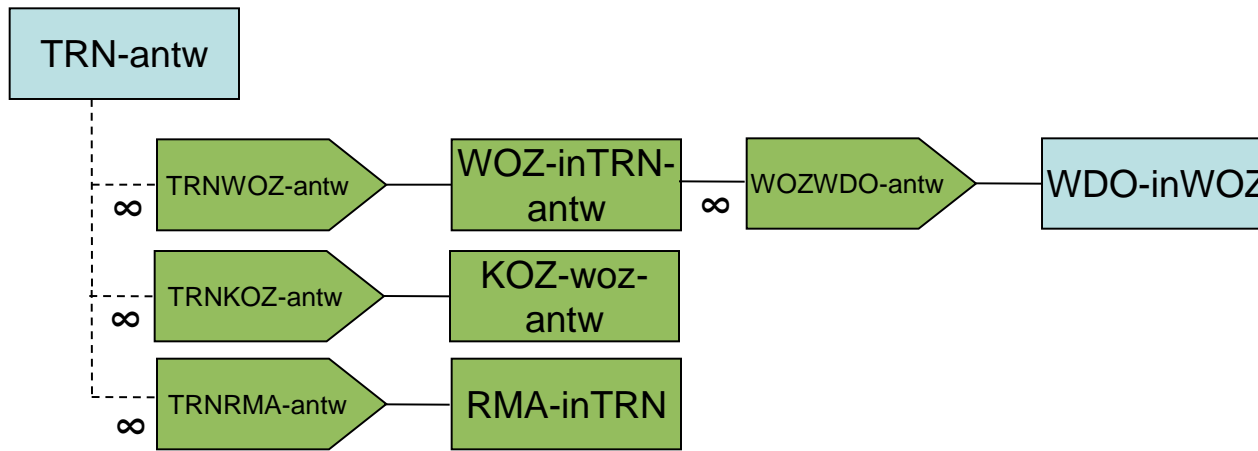 TRN-antw
TRNWOZ-antw
∞
WOZ-inTRN-
antw
∞
WOZWDO-antw
WDO-inWOZ
TRNKOZ-antw
∞
KOZ-woz-
antw
TRNRMA-antw
∞
RMA-inTRN